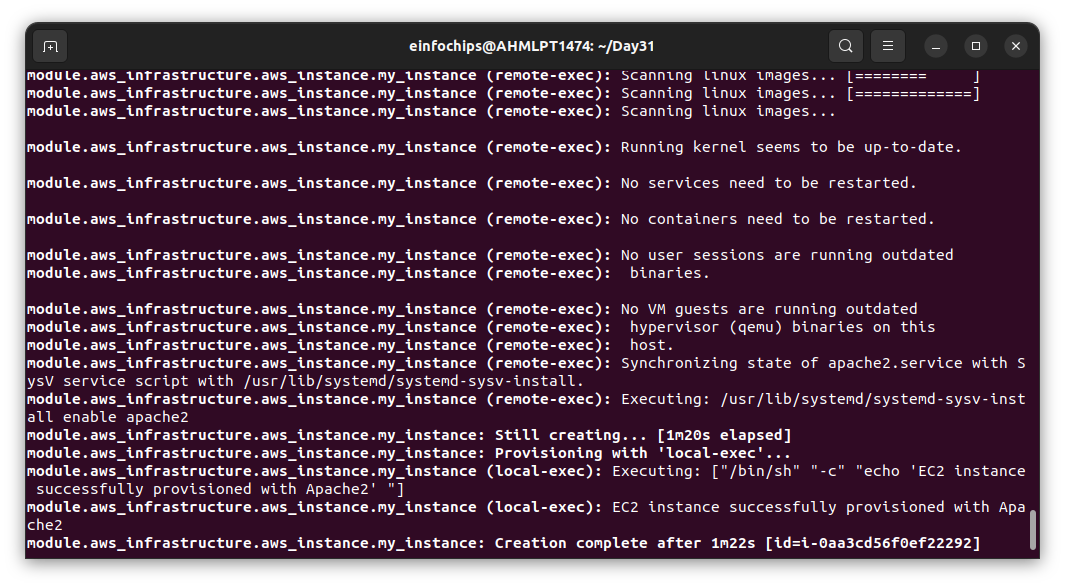 einfochips@AHMLPT1474: ~/Day31
module.aws_infrastructure.aws_instance.my_instance (remote-exec): Scanning linux images... [========     ]
module.aws_infrastructure.aws_instance.my_instance (remote-exec): Scanning linux images... [=============]
module.aws_infrastructure.aws_instance.my_instance (remote-exec): Scanning linux images...
module.aws_infrastructure.aws_instance.my_instance (remote-exec): Running kernel seems to be up-to-date.
module.aws_infrastructure.aws_instance.my_instance (remote-exec): No services need to be restarted.
module.aws_infrastructure.aws_instance.my_instance (remote-exec): No containers need to be restarted.
module.aws_infrastructure.aws_instance.my_instance (remote-exec): No user sessions are running outdated
module.aws_infrastructure.aws_instance.my_instance (remote-exec):  binaries.
module.aws_infrastructure.aws_instance.my_instance (remote-exec): No VM guests are running outdated
module.aws_infrastructure.aws_instance.my_instance (remote-exec):  hypervisor (qemu) binaries on this
module.aws_infrastructure.aws_instance.my_instance (remote-exec):  host.
module.aws_infrastructure.aws_instance.my_instance (remote-exec): Synchronizing state of apache2.service with S
ysV service script with /usr/lib/systemd/systemd-sysv-install.
module.aws_infrastructure.aws_instance.my_instance (remote-exec): Executing: /usr/lib/systemd/systemd-sysv-inst
all enable apache2
module.aws_infrastructure.aws_instance.my_instance: Still creating... [1m20s elapsed]
module.aws_infrastructure.aws_instance.my_instance: Provisioning with 'local-exec'...
module.aws_infrastructure.aws_instance.my_instance (local-exec): Executing: ["/bin/sh" "-c" "echo 'EC2 instance
 successfully provisioned with Apache2' "]
module.aws_infrastructure.aws_instance.my_instance (local-exec): EC2 instance successfully provisioned with Apa
che2
module.aws_infrastructure.aws_instance.my_instance: Creation complete after 1m22s [id=i-0aa3cd56f0ef22292]